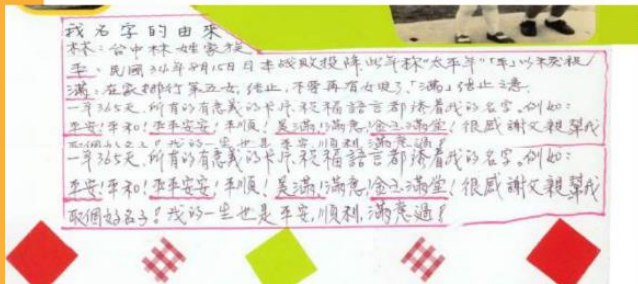 我名字的由來
林：台中林姓家族
平：民國34年8月15日日本戰敗投降，此年稱"太平年""平"以來
滿：在家排行第五女，停止，不要再有女娃了，「滿」停止之意
一年365天，所有的有意義的卡片，祝福語言都接着我的名字，例如：
平安！平和！平平安安！平順！美滿！滿意！金玉滿堂！很感謝父親幫我
一年365天，所有的有意義的卡片，祝福語言都接着我的名字，例如：
平安！平和！平平安安！平順！美滿！滿意！金玉滿堂！很感謝父親幫我
取個好名子！我的一生也是平安，順利，滿意過！